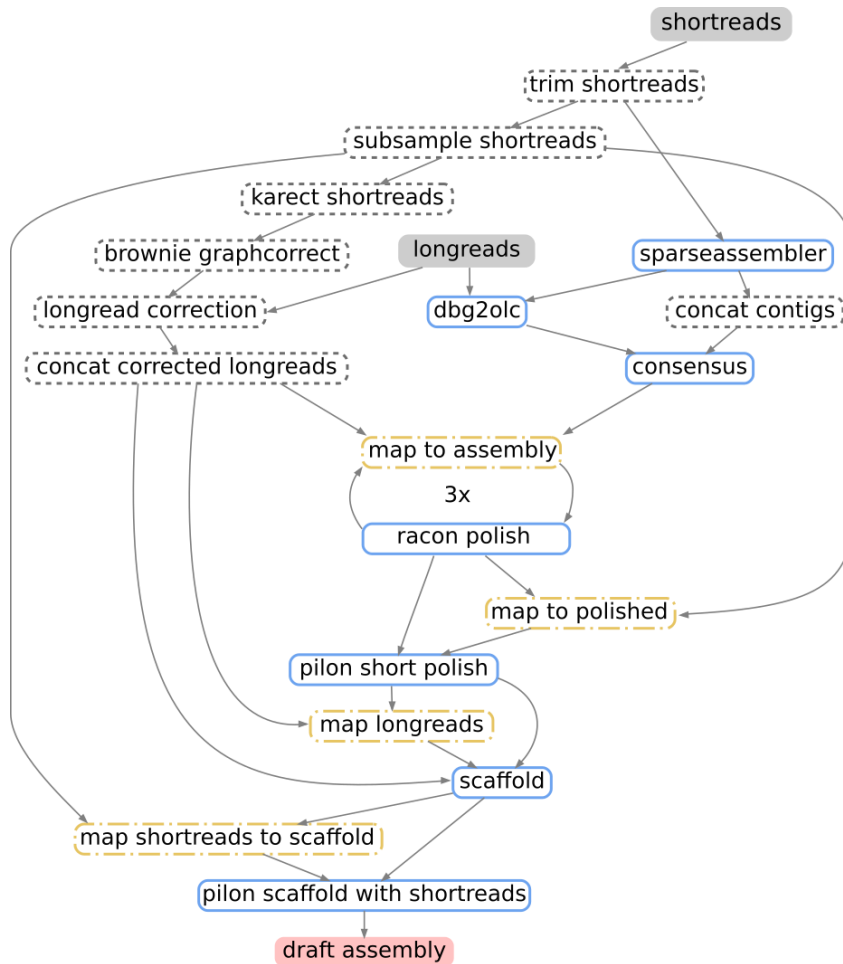 shortreads
trim shortreads
subsample shortreads
karect shortreads
brownie graphcorrect
longreads
sparseassembler
longread correction
dbg2olc
concat contigs
concat corrected longreads
consensus
map to assembly
3x
racon polish
map to polished
pilon short polish
map longreads
scaffold
map shortreads to scaffold
pilon scaffold with shortreads
draft assembly